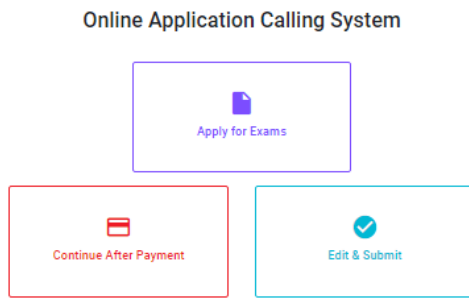 Online Application Calling System
Apply for Exams
Continue After Payment
Edit & Submit